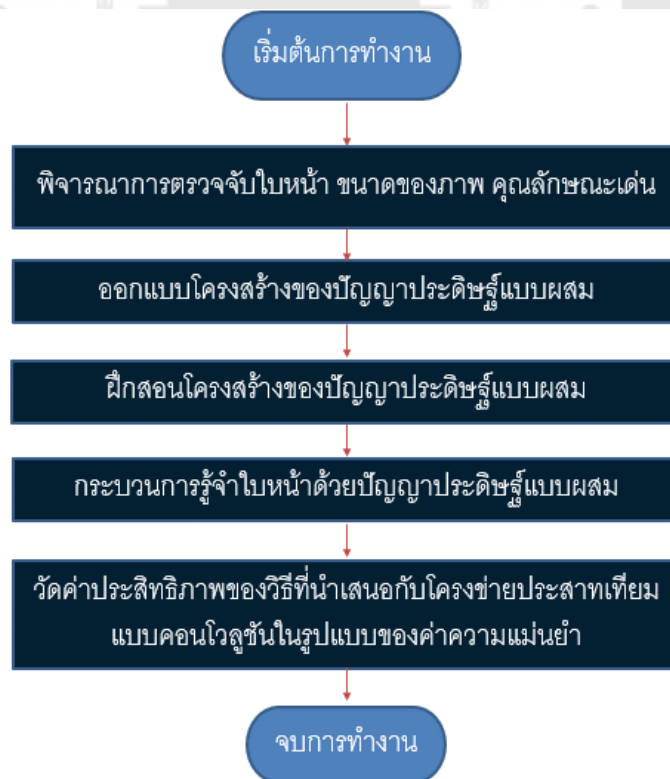 เริ่มต้นการทำงาน
พิจารณาการตรวจจับใบหน้า ขนาดของภาพ คุณลักษณะเด่น
ออกแบบโครงสร้างของปัญญาประดิษฐ์แบบผสม
ฝึกสอนโครงสร้างของปัญญาประดิษฐ์แบบผสม
กระบวนการรู้จำใบหน้าด้วยปัญญาประดิษฐ์แบบผสม
วัดค่าประสิทธิภาพของวิธีที่นำเสนอกับโครงข่ายประสาทเทียม
แบบคอนโวลูชันในรูปแบบของค่าความแม่นยำ
จบการทำงาน